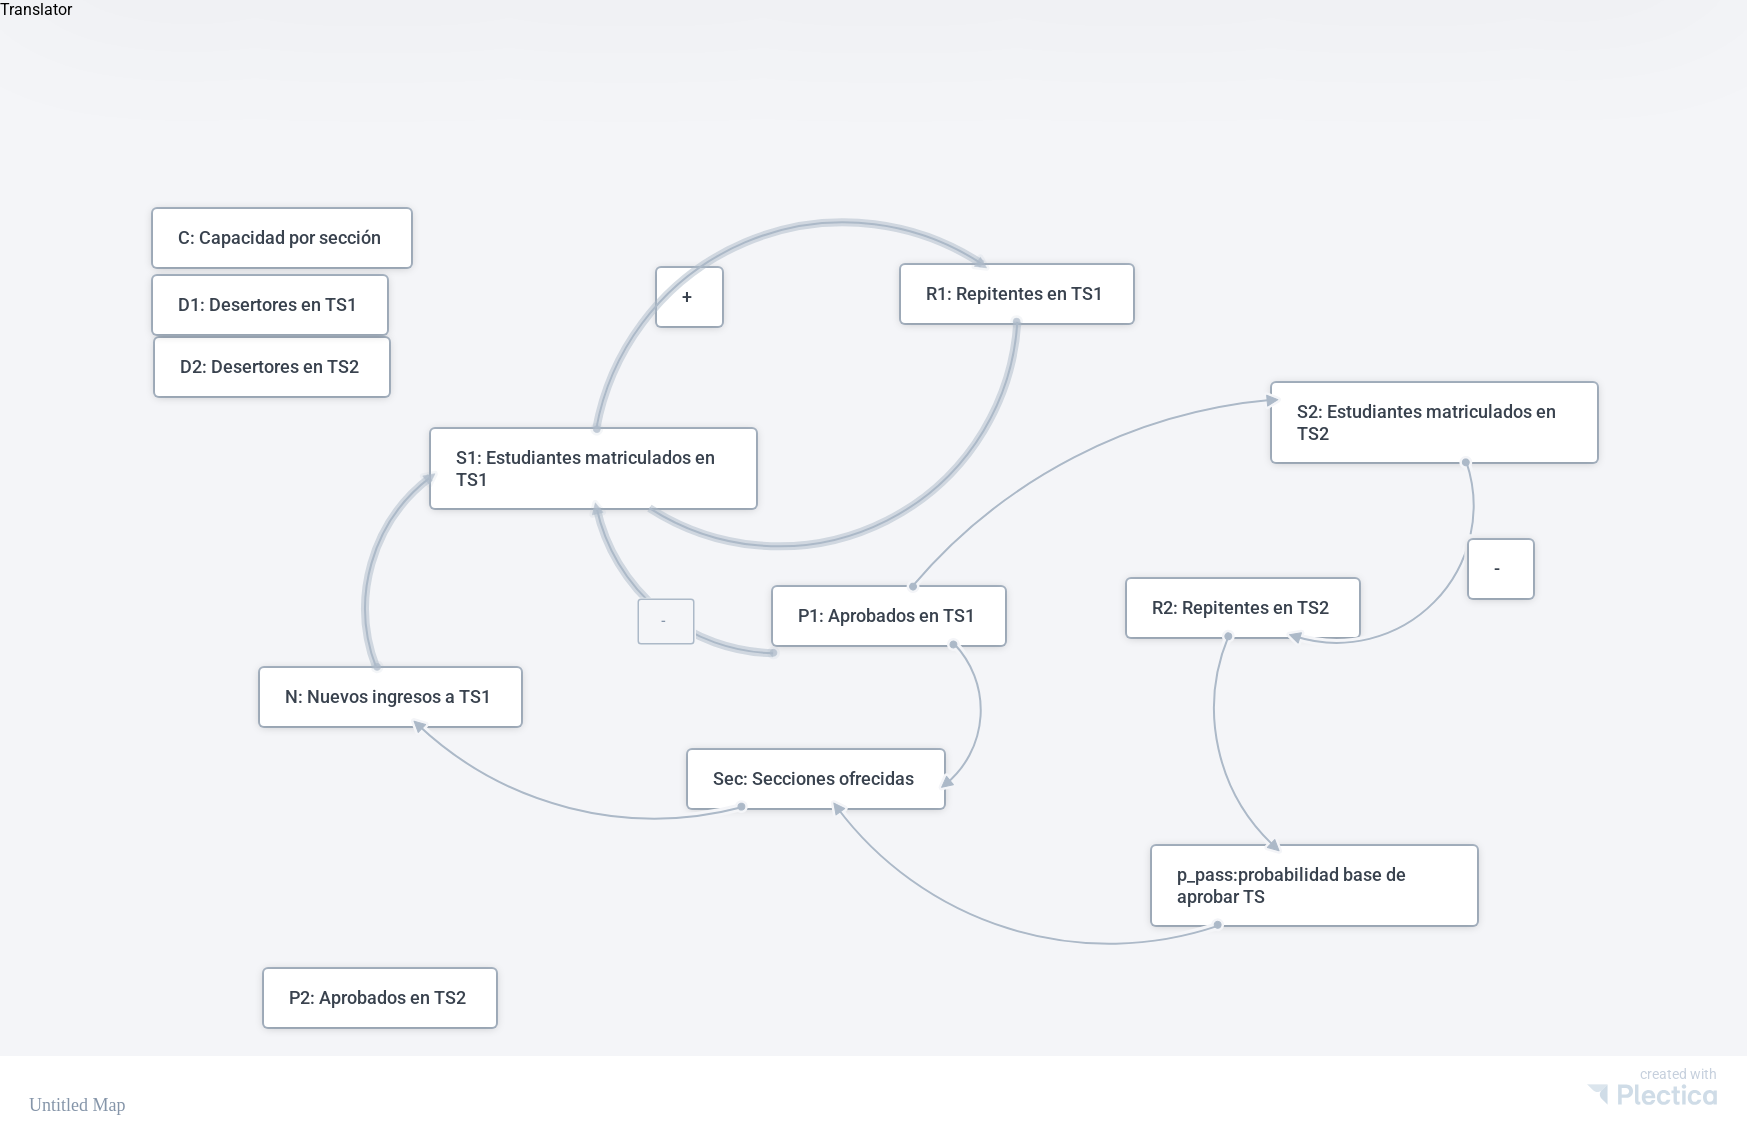 Translator
C: Capacidad por sección
D1: Desertores en TS1
D2: Desertores en TS2
+
R1: Repitentes en TS1
S2: Estudiantes matriculados en
TS2
S1: Estudiantes matriculados en
TS1
-
R2: Repitentes en TS2
P1: Aprobados en TS1
-
N: Nuevos ingresos a TS1
Sec: Secciones ofrecidas
p_pass:probabilidad base de
aprobar TS
P2: Aprobados en TS2
Untitled Map
created with
Plectica